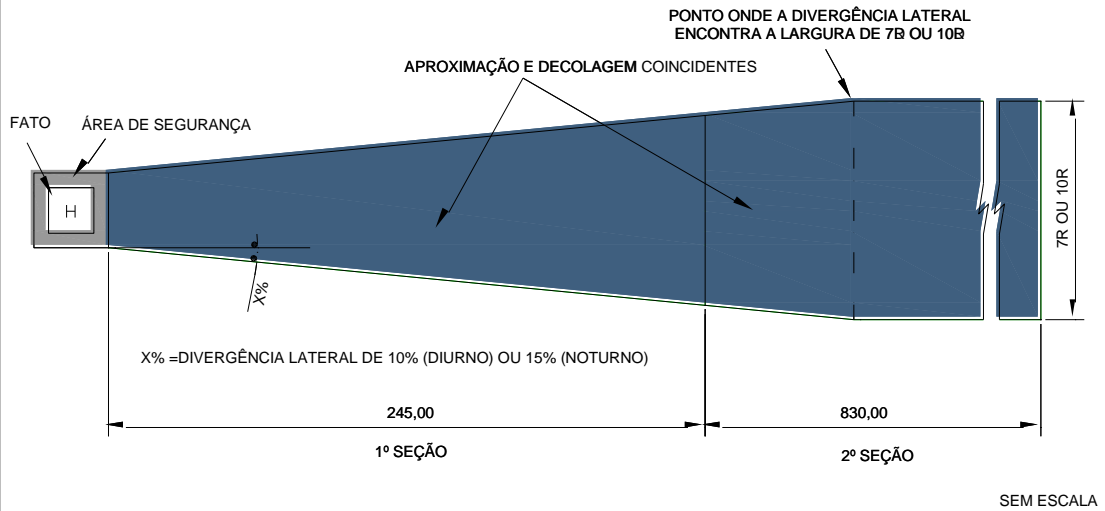 PONTO ONDE A DIVERGÊNCIA LATERAL
ENCONTRA A LARGURA DE 7R OU 10R
APROXIMAÇÃO E DECOLAGEM COINCIDENTES
FATO
ÁREA DE SEGURANÇA
H
7R OU 10R
X%
X% =DIVERGÊNCIA LATERAL DE 10% (DIURNO) OU 15% (NOTURNO)
245,00
830,00
1º SEÇÃO
2º SEÇÃO
SEM ESCALA